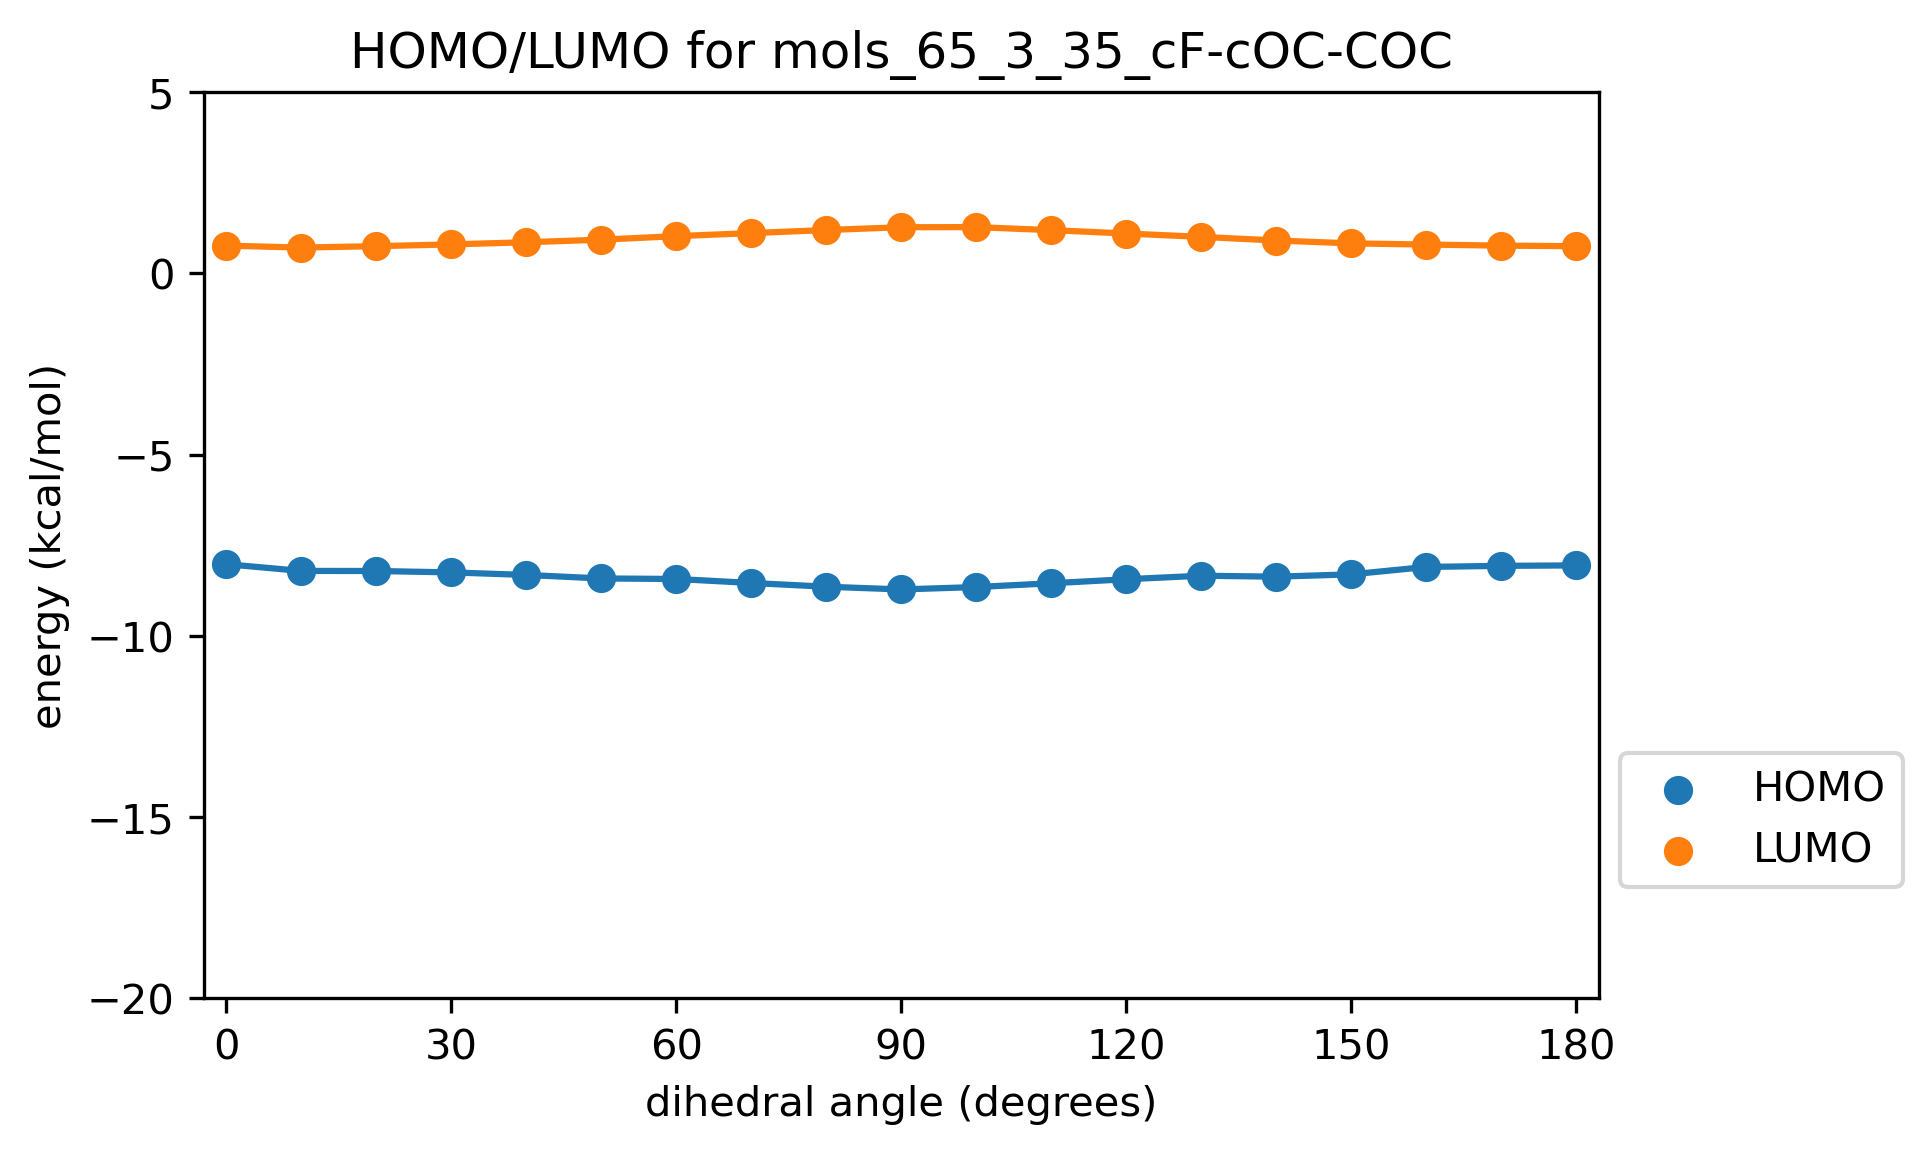 HOMO/LUMO for mols_65_3_35_cF-cOC-COC
5
0
−5
−10
−15
−20
energy (kcal/mol)
0 30 60 90 120 150 180
dihedral angle (degrees)
HOMO
LUMO